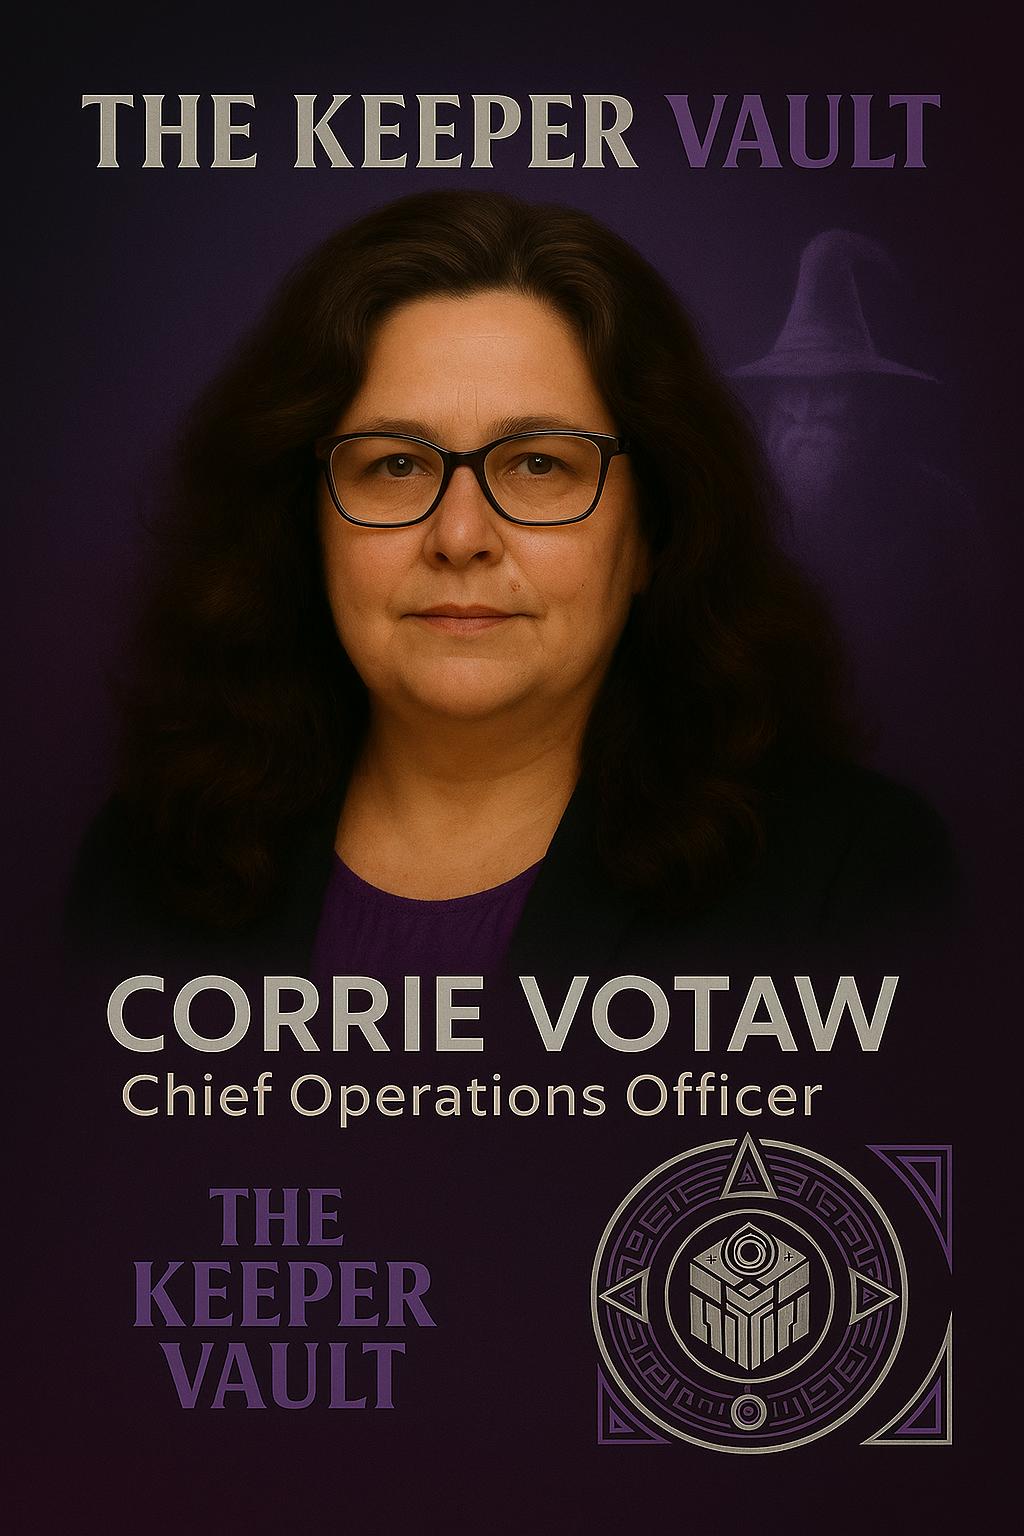 THE KEEPER VAULT
CORRIE VOTAW
Chief Operations Officer
THE
KEEPER
VAULT